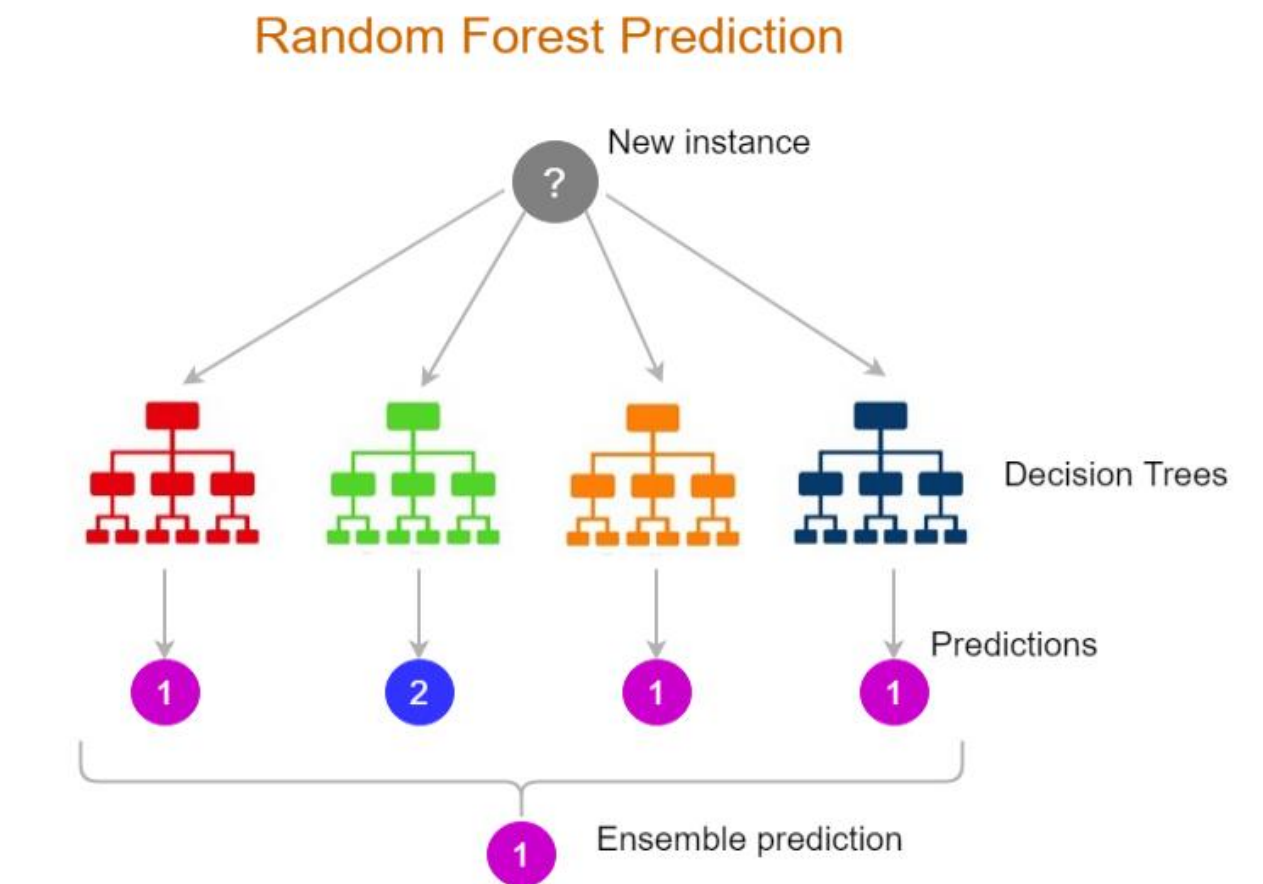 Random Forest Prediction
New instance
?
Decision Trees
Predictions
1
2
1
1
1
Ensemble prediction